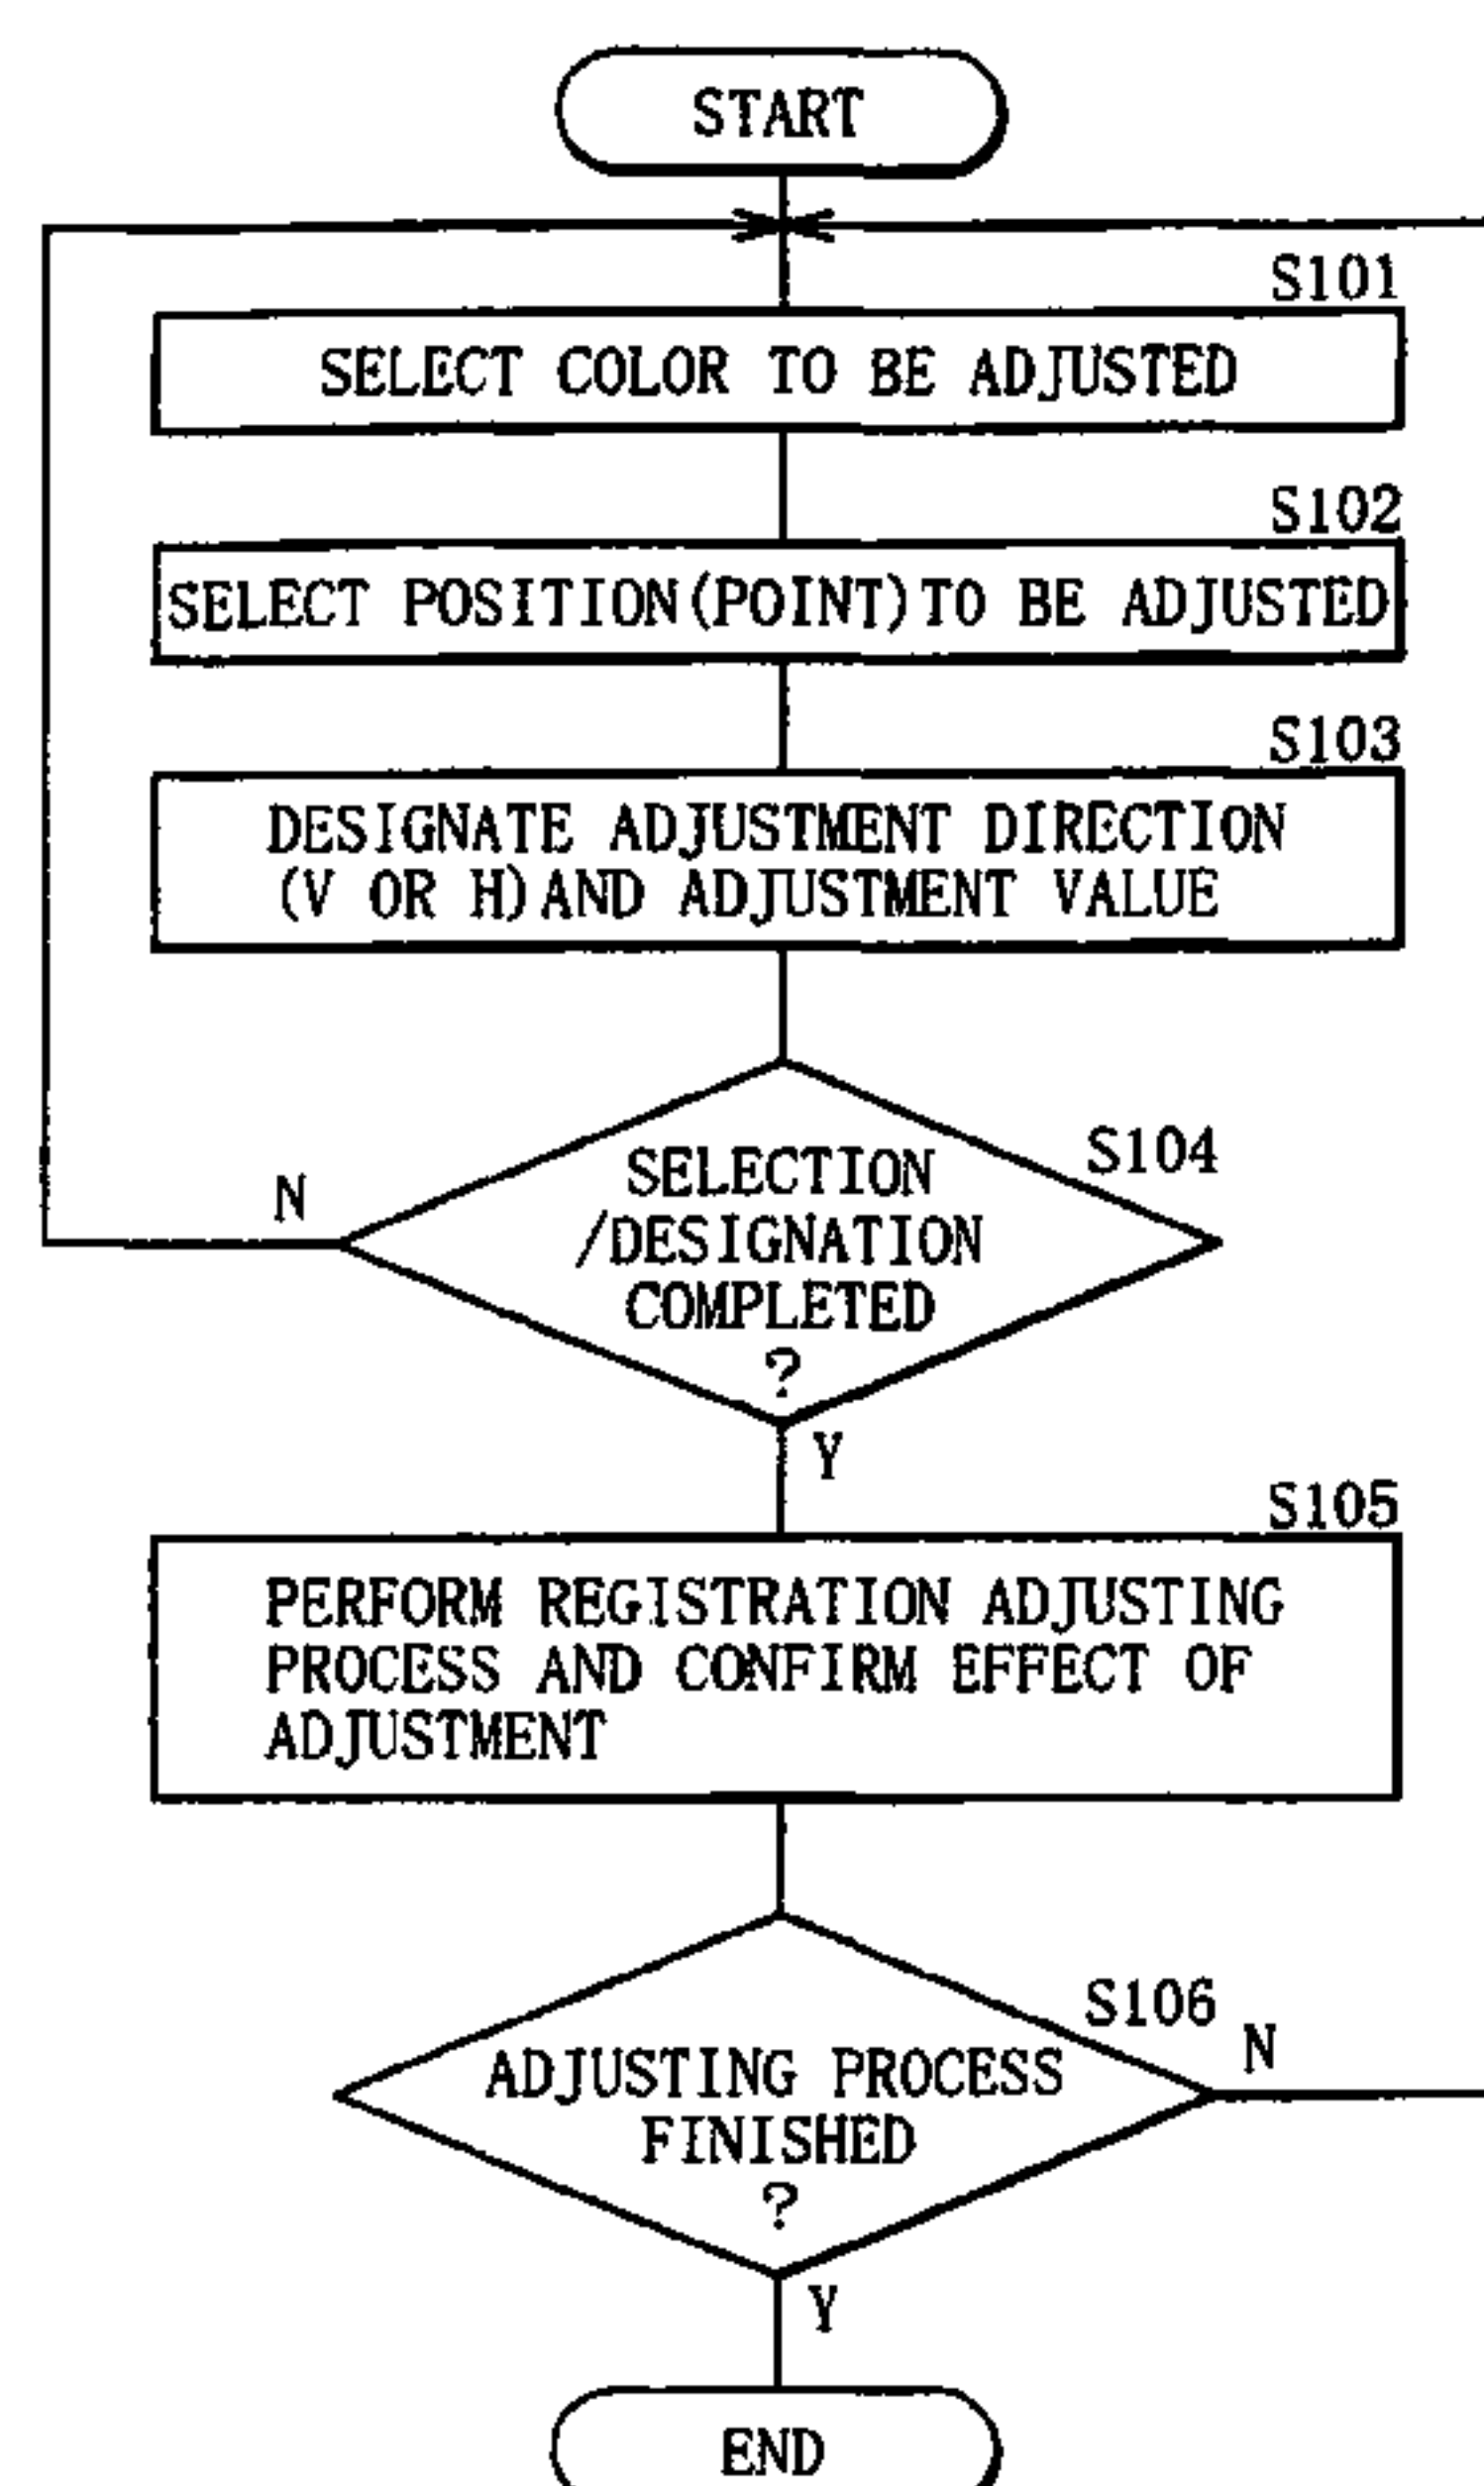 START
S101
SELECT COLOR TO BE ADJUSTED
S102
SELECT POSITION(POINT)TO BE ADJUSTED
S103
DESIGNATE ADJUSTMENT DIRECTION
(V OR H)AND ADJUSTMENT VALUE
S104
N
SELECTION
/DESIGNATION
COMPLETED
?
Y
S105
PERFORM REGISTRATION ADJUSTING
PROCESS AND CONFIRM EFFECT OF
ADJUSTMENT
S106
N
ADJUSTING PROCESS
FINISHED
?
Y
END